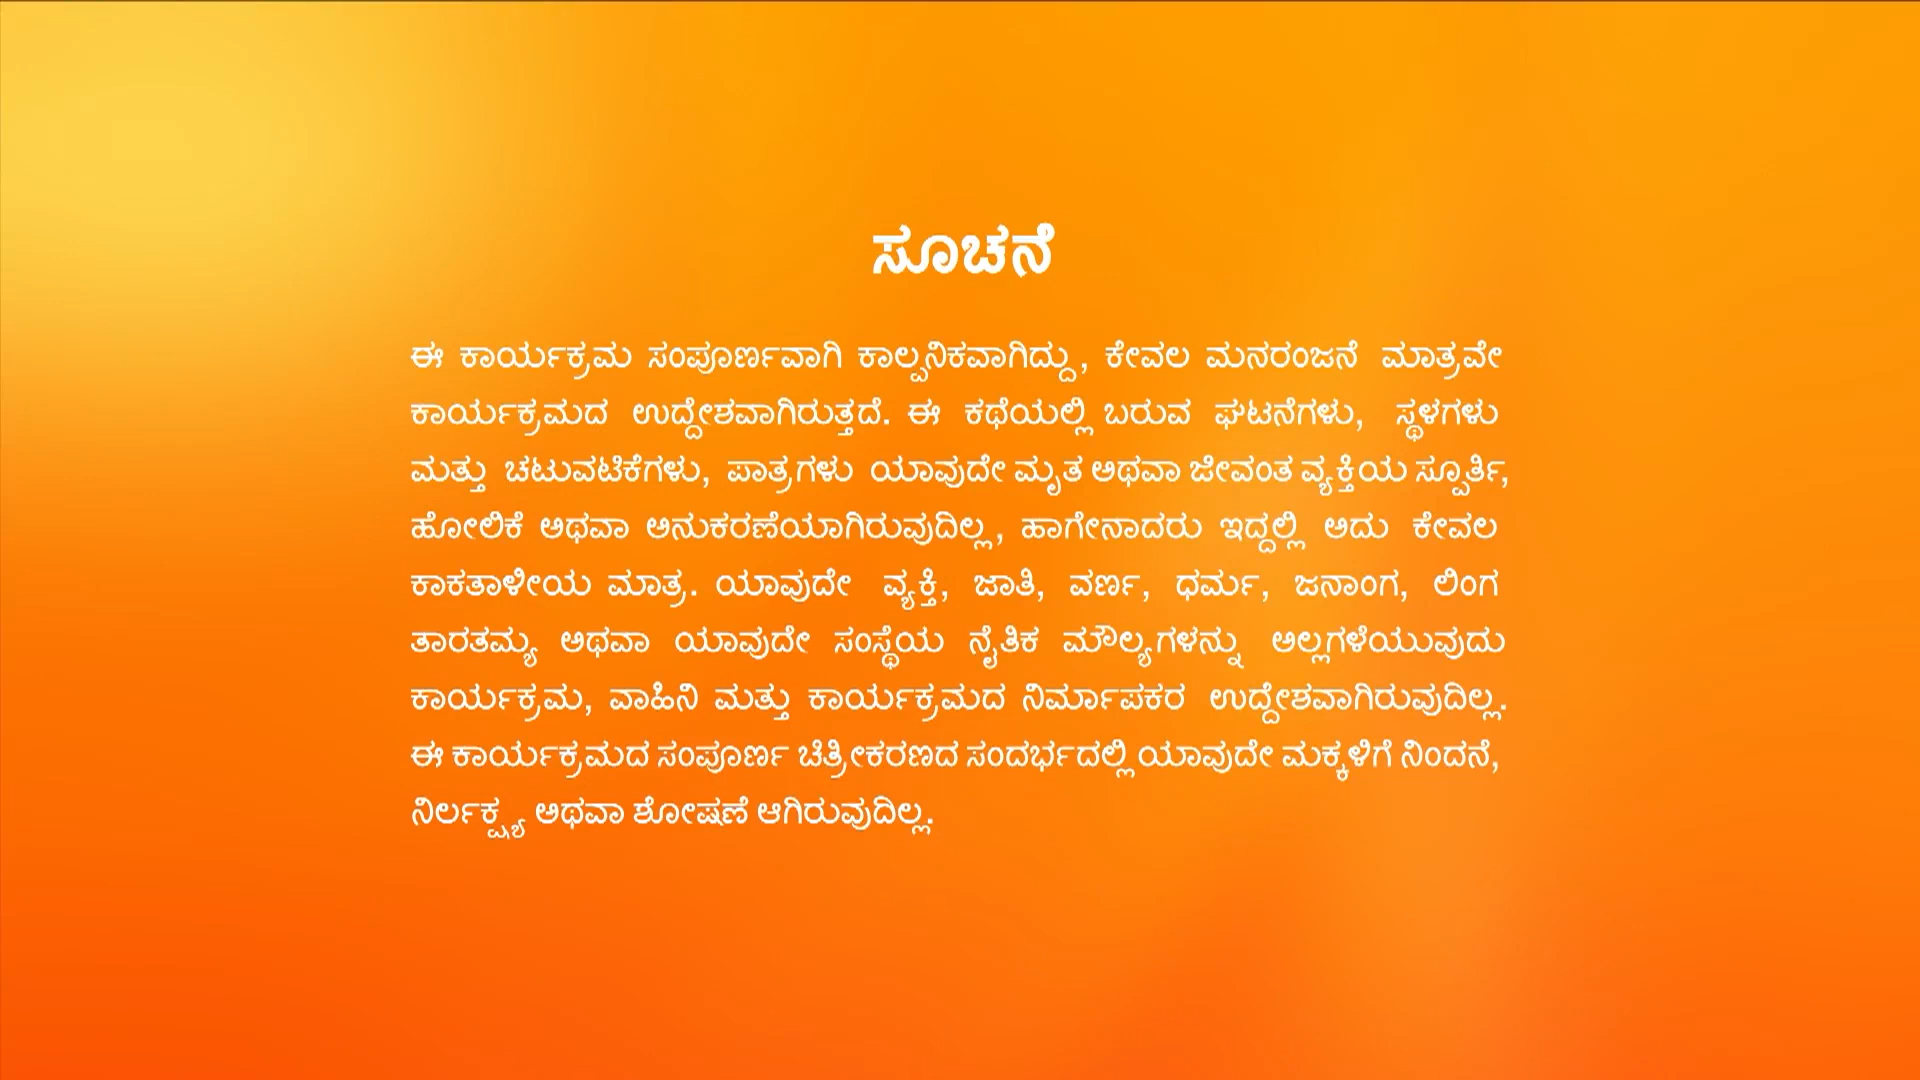 ಸೂಚನೆ
ಈ ಕಾರ್ಯಕ್ರಮ ಸಂಪೂರ್ಣವಾಗಿ ಕಾಲ್ಪನಿಕವಾಗಿದ್ದು, ಕೇವಲ ಮನರಂಜನೆ ಮಾತ್ರವೇ
ಕಾರ್ಯಕ್ರಮದ ಉದ್ದೇಶವಾಗಿರುತ್ತದೆ. ಈ ಕಥೆಯಲ್ಲಿ ಬರುವ ಘಟನೆಗಳು, ಸ್ಥಳಗಳು
ಮತ್ತು ಚಟುವಟಿಕೆಗಳು, ಪಾತ್ರಗಳು ಯಾವುದೇ ಮೃತ ಅಥವಾ ಜೀವಂತ ವ್ಯಕ್ತಿಯ ಸ್ಪೂರ್ತಿ,
ಹೋಲಿಕೆ ಅಥವಾ ಅನುಕರಣೆಯಾಗಿರುವುದಿಲ್ಲ, ಹಾಗೇನಾದರು ಇದ್ದಲ್ಲಿ ಅದು ಕೇವಲ
ಕಾಕತಾಳೀಯ ಮಾತ್ರ. ಯಾವುದೇ ವ್ಯಕ್ತಿ, ಜಾತಿ, ವರ್ಣ, ಧರ್ಮ, ಜನಾಂಗ, ಲಿಂಗ
ತಾರತಮ್ಯ ಅಥವಾ ಯಾವುದೇ ಸಂಸ್ಥೆಯ ನೈತಿಕ ಮೌಲ್ಯಗಳನ್ನು ಅಲ್ಲಗಳೆಯುವುದು
ಕಾರ್ಯಕ್ರಮ, ವಾಹಿನಿ ಮತ್ತು ಕಾರ್ಯಕ್ರಮದ ನಿರ್ಮಾಪಕರ ಉದ್ದೇಶವಾಗಿರುವುದಿಲ್ಲ.
ಈ ಕಾರ್ಯಕ್ರಮದ ಸಂಪೂರ್ಣ ಚಿತ್ರೀಕರಣದ ಸಂದರ್ಭದಲ್ಲಿ ಯಾವುದೇ ಮಕ್ಕಳಿಗೆ ನಿಂದನೆ,
ನಿರ್ಲಕ್ಷ್ಯ ಅಥವಾ ಶೋಷಣೆ ಆಗಿರುವುದಿಲ್ಲ.